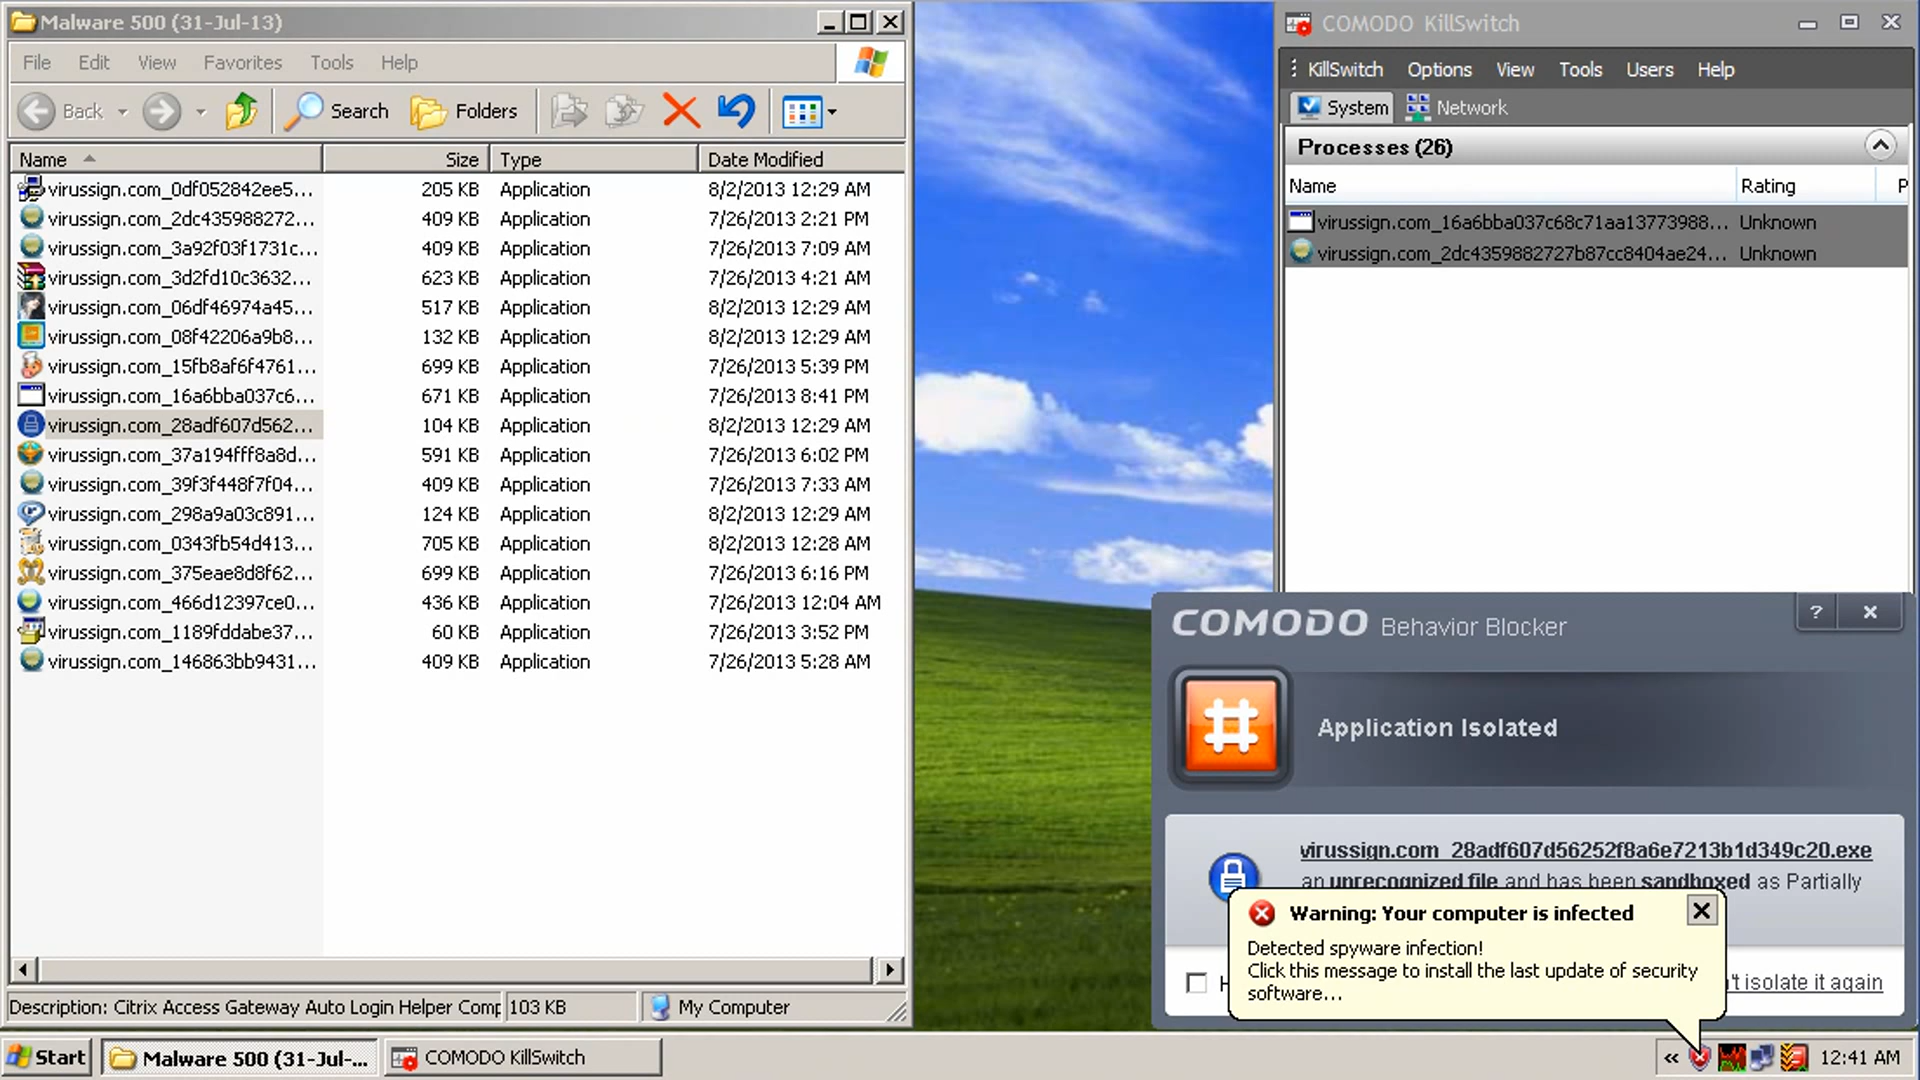 Malware 500 (31-Jul-13)
File Edit View Favorites Tools Help
Back Search Folders
Name Size Type Date Modified
virussign.com_0df052842ee5... 205 KB Application 8/2/2013 12:29 AM
virussign.com_2dc435988272... 409 KB Application 7/26/2013 2:21 PM
virussign.com_3a92f03f1731c... 409 KB Application 7/26/2013 7:09 AM
virussign.com_3d2fd10c3632... 623 KB Application 7/26/2013 4:21 AM
virussign.com_06df46974a45... 517 KB Application 8/2/2013 12:29 AM
virussign.com_08f42206a9b8... 132 KB Application 8/2/2013 12:29 AM
virussign.com_15fb8af6f4761... 699 KB Application 7/26/2013 5:39 PM
virussign.com_16a6bba037c6... 671 KB Application 7/26/2013 8:41 PM
virussign.com_28adf607d562... 104 KB Application 8/2/2013 12:29 AM
virussign.com_37a194fff8a8d... 591 KB Application 7/26/2013 6:02 PM
virussign.com_39f3f448f7f04... 409 KB Application 7/26/2013 7:33 AM
virussign.com_298a9a03c891... 124 KB Application 8/2/2013 12:29 AM
virussign.com_0343fb54d413... 705 KB Application 8/2/2013 12:28 AM
virussign.com_375eae8d8f62... 699 KB Application 7/26/2013 6:16 PM
virussign.com_466d12397ce0... 436 KB Application 7/26/2013 12:04 AM
virussign.com_1189fddabe37... 60 KB Application 7/26/2013 3:52 PM
virussign.com_146863bb9431... 409 KB Application 7/26/2013 5:28 AM
Description: Citrix Access Gateway Auto Login Helper Comp 103 KB My Computer
COMODO KillSwitch
KillSwitch Options View Tools Users Help
System Network
Processes (26)
Name Rating P
virussign.com_16a6bba037c68c71aa13773988... Unknown
virussign.com_2dc4359882727b87cc8404ae24... Unknown
COMODO Behavior Blocker ?
Application Isolated
virussign.com_28adf607d56252f8a6e7213b1d349c20.exe
an unrecognized file and has been sandboxed as Partially
Warning: Your computer is infected
Detected spyware infection!
Click this message to install the last update of security
software...
't isolate it again
Start Malware 500 (31-Jul-... COMODO KillSwitch « 12:41 AM